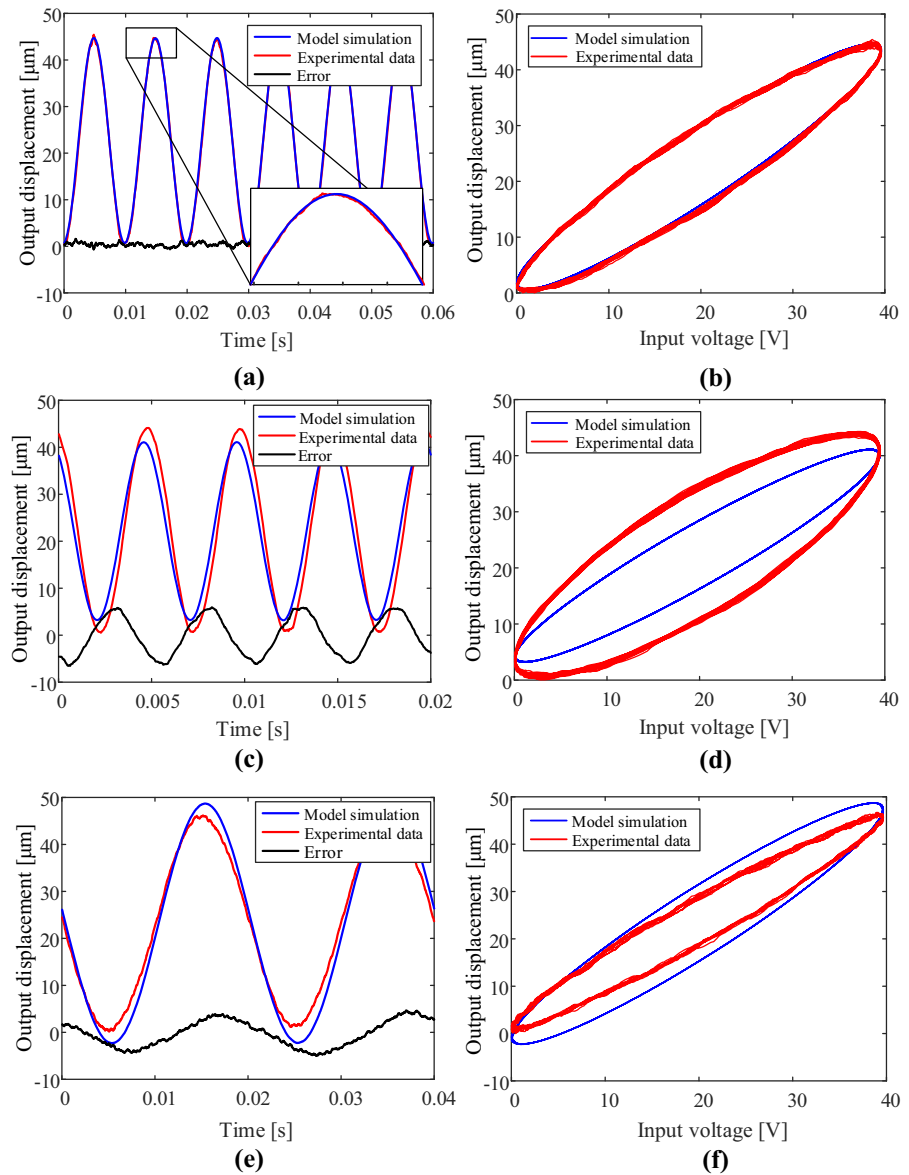 50
40
30
20
10
0
-10
Output displacement [μm]
Model simulation
Experimental data
Error
0 0.01 0.02 0.03 0.04 0.05 0.06
Time [s]
(a)
50
40
30
20
10
0
Output displacement [μm]
Model simulation
Experimental data
0 10 20 30 40
Input voltage [V]
(b)
50
40
30
20
10
0
-10
Output displacement [μm]
Model simulation
Experimental data
Error
0 0.005 0.01 0.015 0.02
Time [s]
(c)
50
40
30
20
10
0
Output displacement [μm]
Model simulation
Experimental data
0 10 20 30 40
Input voltage [V]
(d)
50
40
30
20
10
0
-10
Output displacement [μm]
Model simulation
Experimental data
Error
0 0.01 0.02 0.03 0.04
Time [s]
(e)
50
40
30
20
10
0
-10
Output displacement [μm]
Model simulation
Experimental data
0 10 20 30 40
Input voltage [V]
(f)